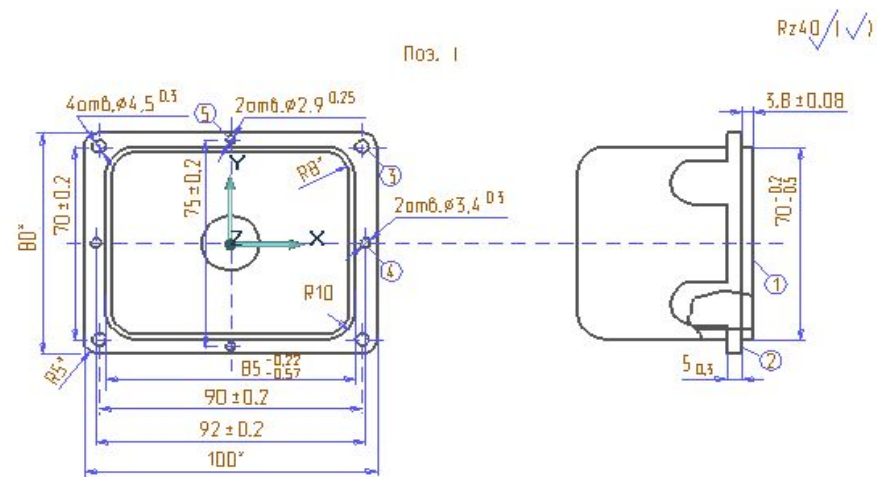 Rz40/(√)
Поз. 1
4отв.⌀4,5 0.3
5
2отв.⌀2.9 0.25
3.8±0.08
R8*
3
Y
80*
70±0.2
75±0.2
2отв.⌀3,4 0.3
70 -0.2 -0.5
Z
X
4
1
R10
R5*
85 -0.22 -0.57
5 0,3
2
90±0.2
92±0.2
100*